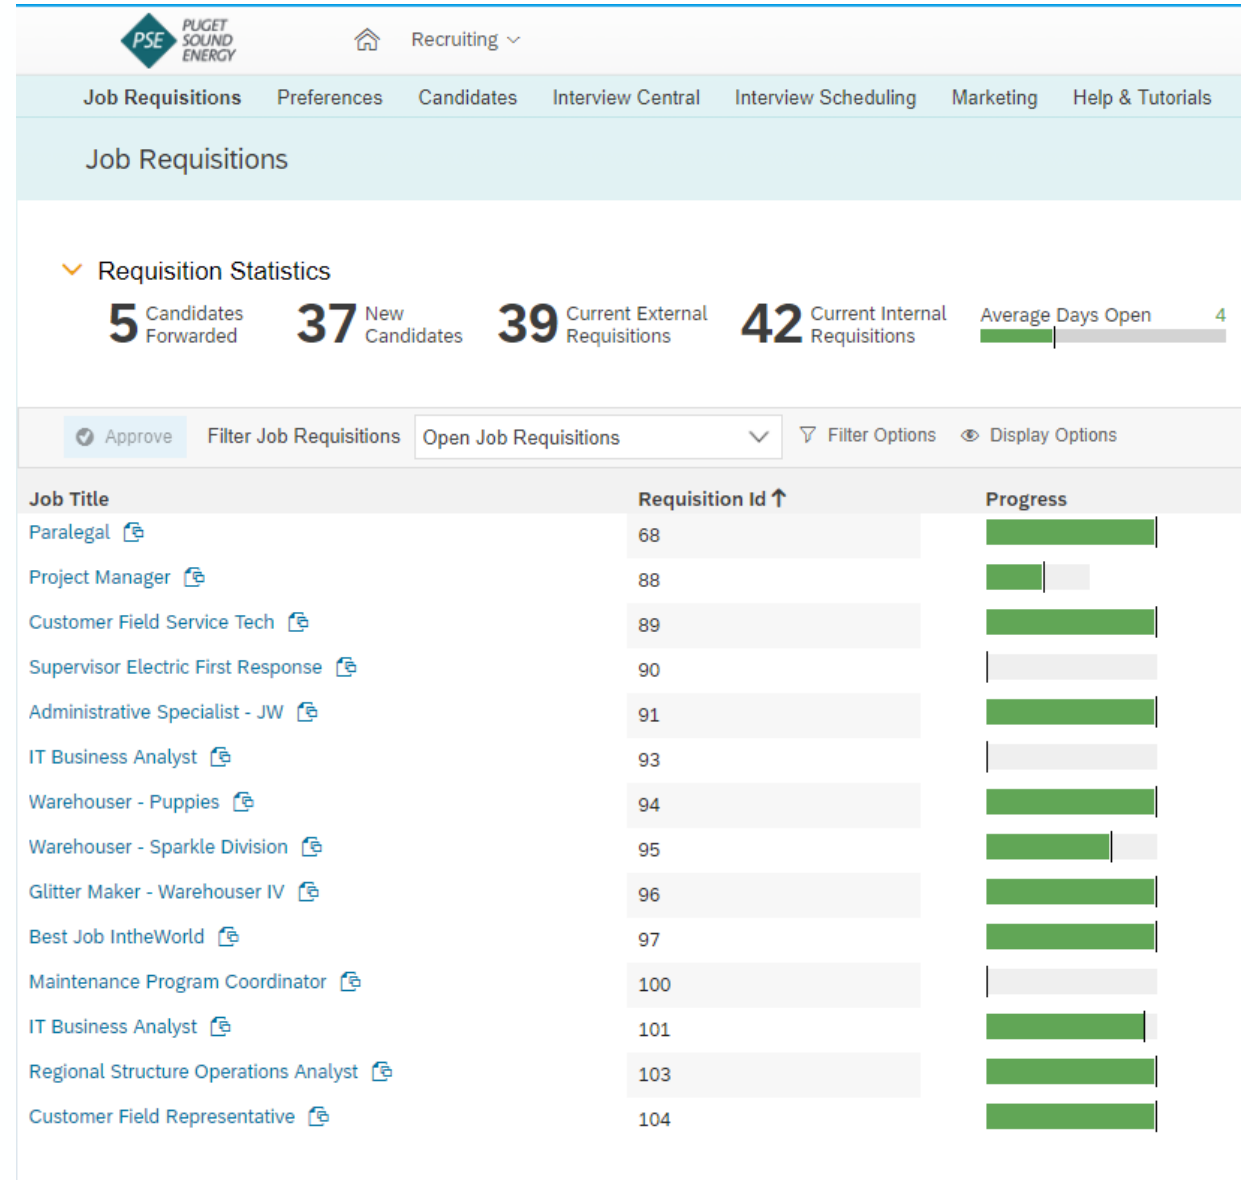 PSE PUGET SOUND ENERGY
Recruiting
Job Requisitions Preferences Candidates Interview Central Interview Scheduling Marketing Help & Tutorials
Job Requisitions
Requisition Statistics
5 Candidates Forwarded 37 New Candidates 39 Current External Requisitions 42 Current Internal Requisitions Average Days Open 4
Approve Filter Job Requisitions Open Job Requisitions Filter Options Display Options
Job Title Requisition Id Progress
Paralegal 68
Project Manager 88
Customer Field Service Tech 89
Supervisor Electric First Response 90
Administrative Specialist - JW 91
IT Business Analyst 93
Warehouser - Puppies 94
Warehouser - Sparkle Division 95
Glitter Maker - Warehouser IV 96
Best Job IntheWorld 97
Maintenance Program Coordinator 100
IT Business Analyst 101
Regional Structure Operations Analyst 103
Customer Field Representative 104